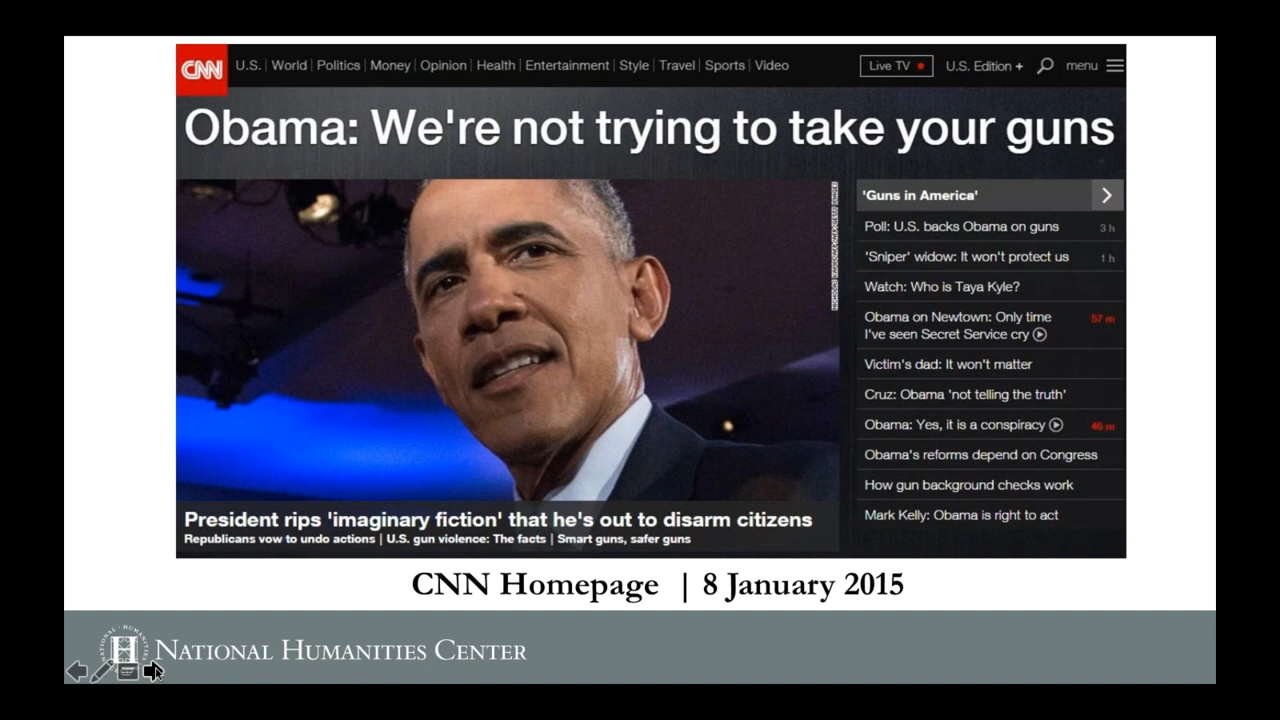 CNN U.S. | World | Politics | Money | Opinion | Health | Entertainment | Style | Travel | Sports | Video Live TV U.S. Edition + menu
Obama: We're not trying to take your guns
'Guns in America'
Poll: U.S. backs Obama on guns 3 h
'Sniper' widow: It won't protect us 1 h
Watch: Who is Taya Kyle?
Obama on Newtown: Only time 57 m
I've seen Secret Service cry
Victim's dad: It won't matter
Cruz: Obama 'not telling the truth'
Obama: Yes, it is a conspiracy 46 m
Obama's reforms depend on Congress
How gun background checks work
Mark Kelly: Obama is right to act
President rips 'imaginary fiction' that he's out to disarm citizens
Republicans vow to undo actions | U.S. gun violence: The facts | Smart guns, safer guns
CNN Homepage | 8 January 2015
NATIONAL HUMANITIES CENTER